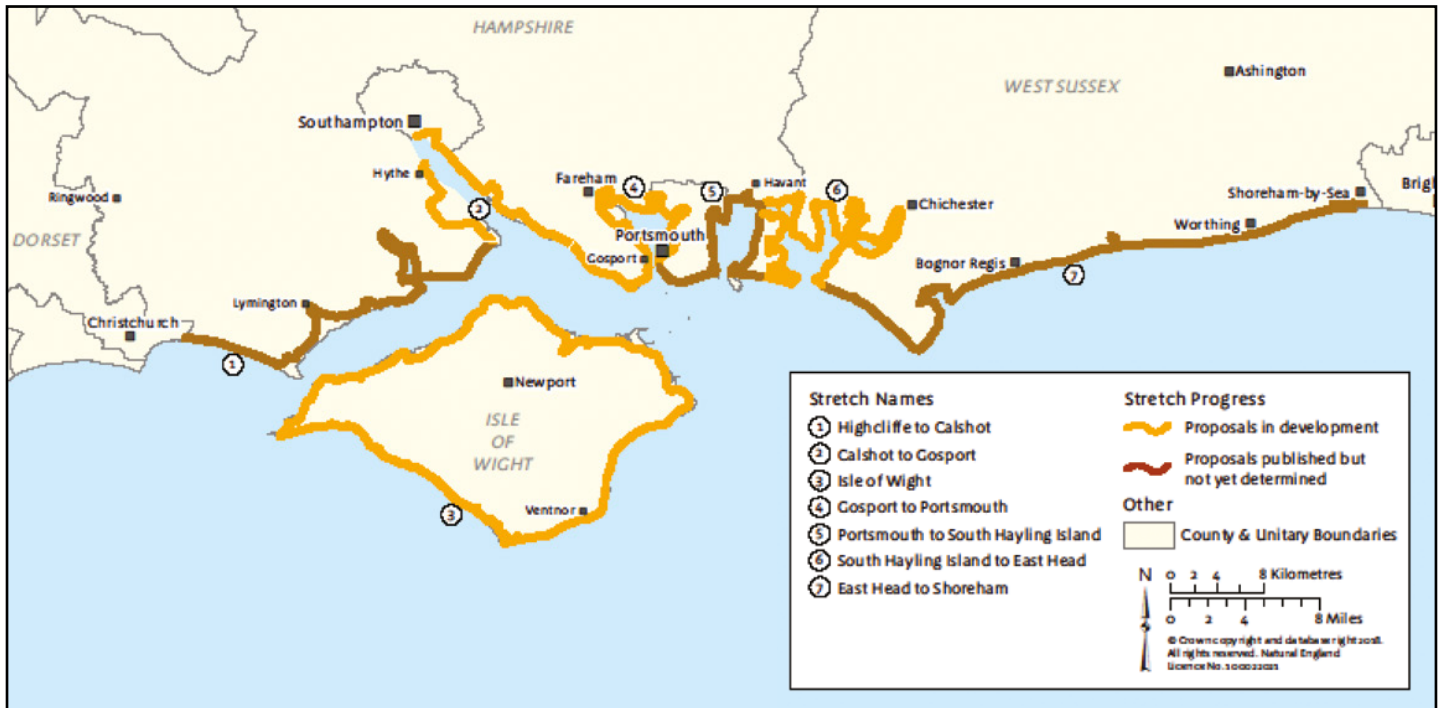 HAMPSHIRE
WEST SUSSEX
Ashington
Southampton
Hythe
Fareham
4
5
Havant
6
Ringwood
2
Chichester
Shoreham-by-Sea
Brig
DORSET
Portsmouth
Worthing
Gosport
Bognor Regis
7
Lymington
Christchurch
1
Newport
ISLE
OF
WIGHT
Ventnor
3
Stretch Names
1 Highcliffe to Calshot
2 Calshot to Gosport
3 Isle of Wight
4 Gosport to Portsmouth
5 Portsmouth to South Hayling Island
6 South Hayling Island to East Head
7 East Head to Shoreham
Stretch Progress
Proposals in development
Proposals published but
not yet determined
Other
County & Unitary Boundaries
N
0 2 4 8 Kilometres
0 2 4 8 Miles
© Crown copyright and database right 2018.
All rights reserved. Natural England
Licence No. 100022021